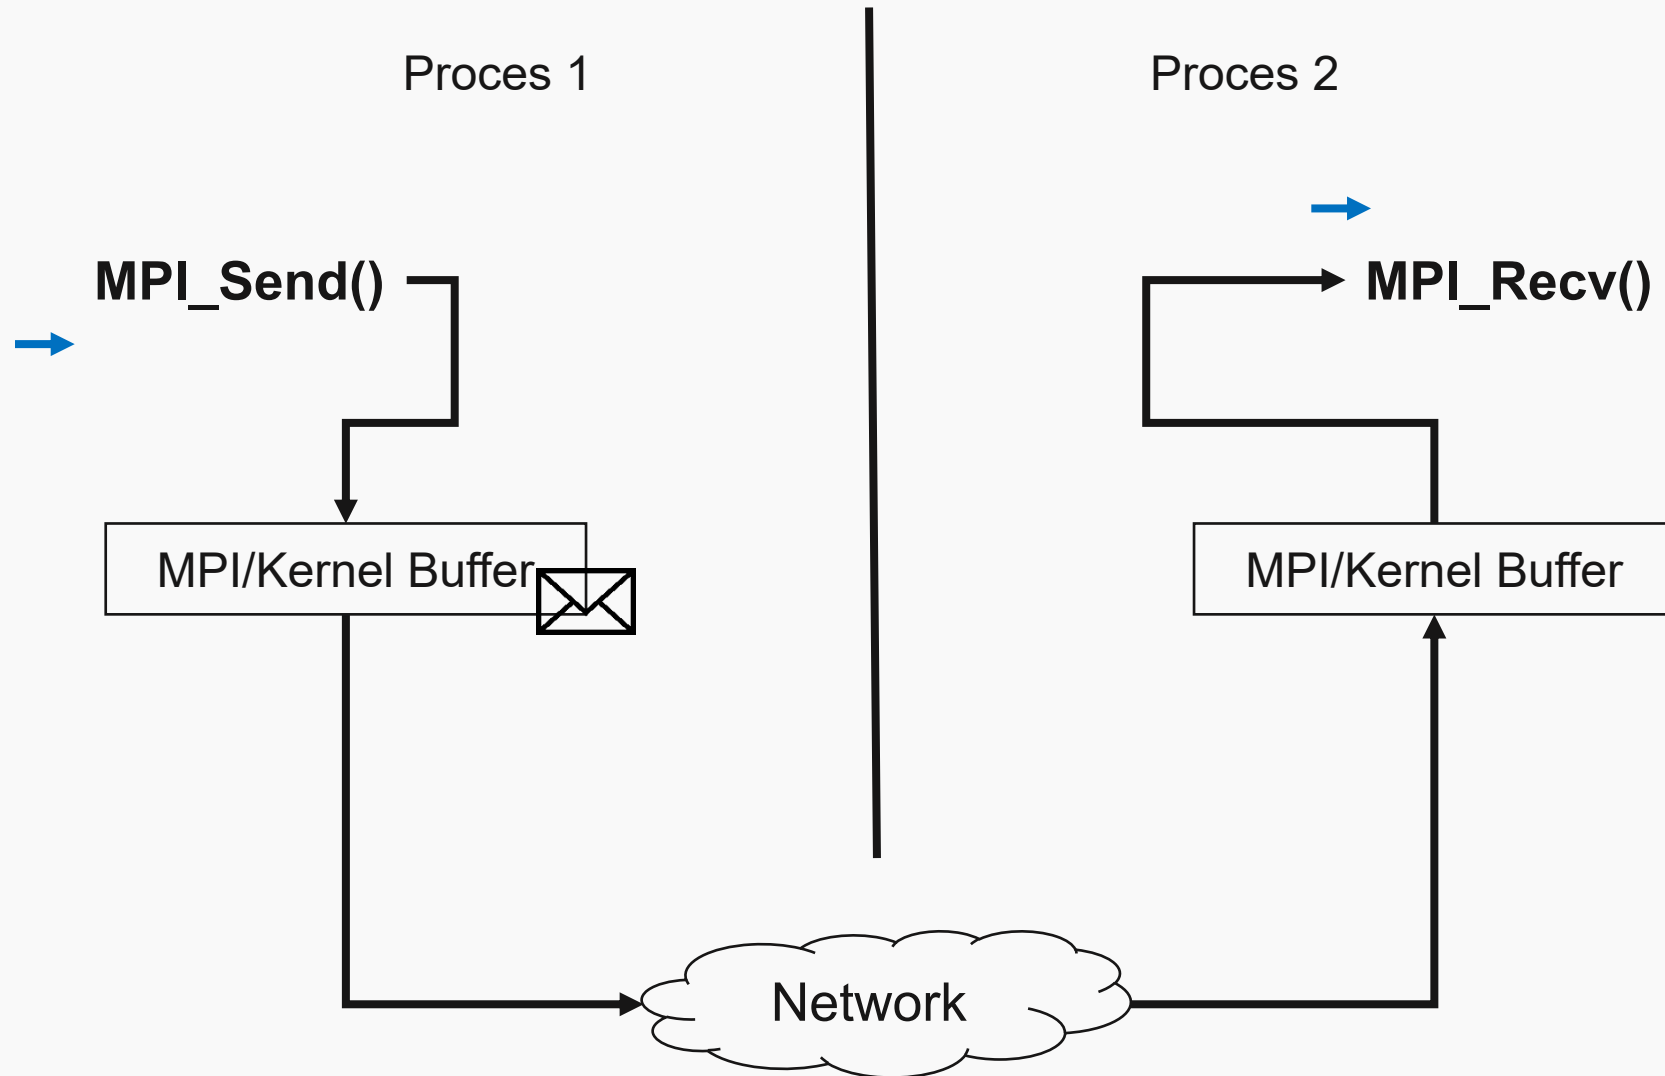 Proces 1
Proces 2
MPI_Send()
MPI_Recv()
MPI/Kernel Buffer
MPI/Kernel Buffer
Network